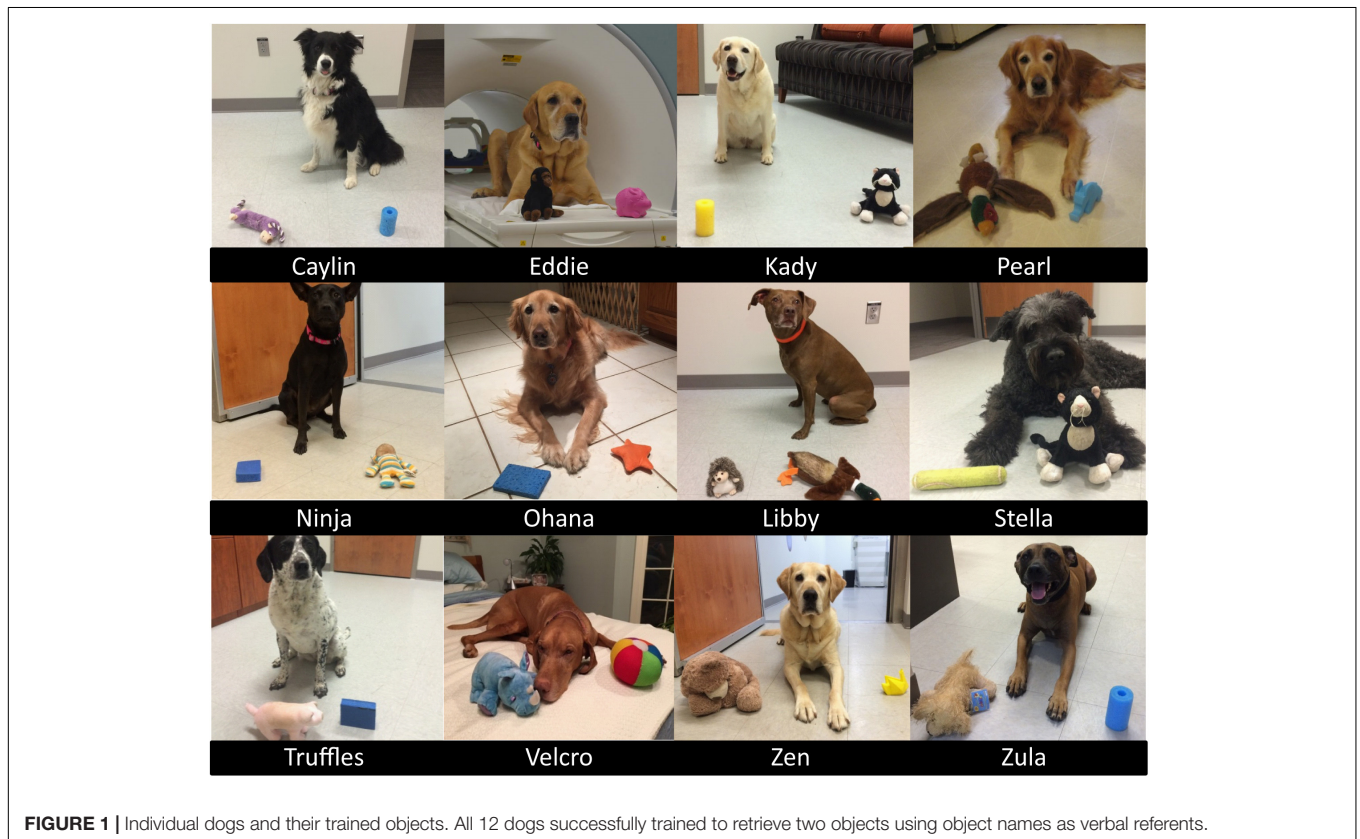 Caylin Eddie Kady Pearl
Ninja Ohana Libby Stella
Truffles Velcro Zen Zula
FIGURE 1 | Individual dogs and their trained objects. All 12 dogs successfully trained to retrieve two objects using object names as verbal referents.